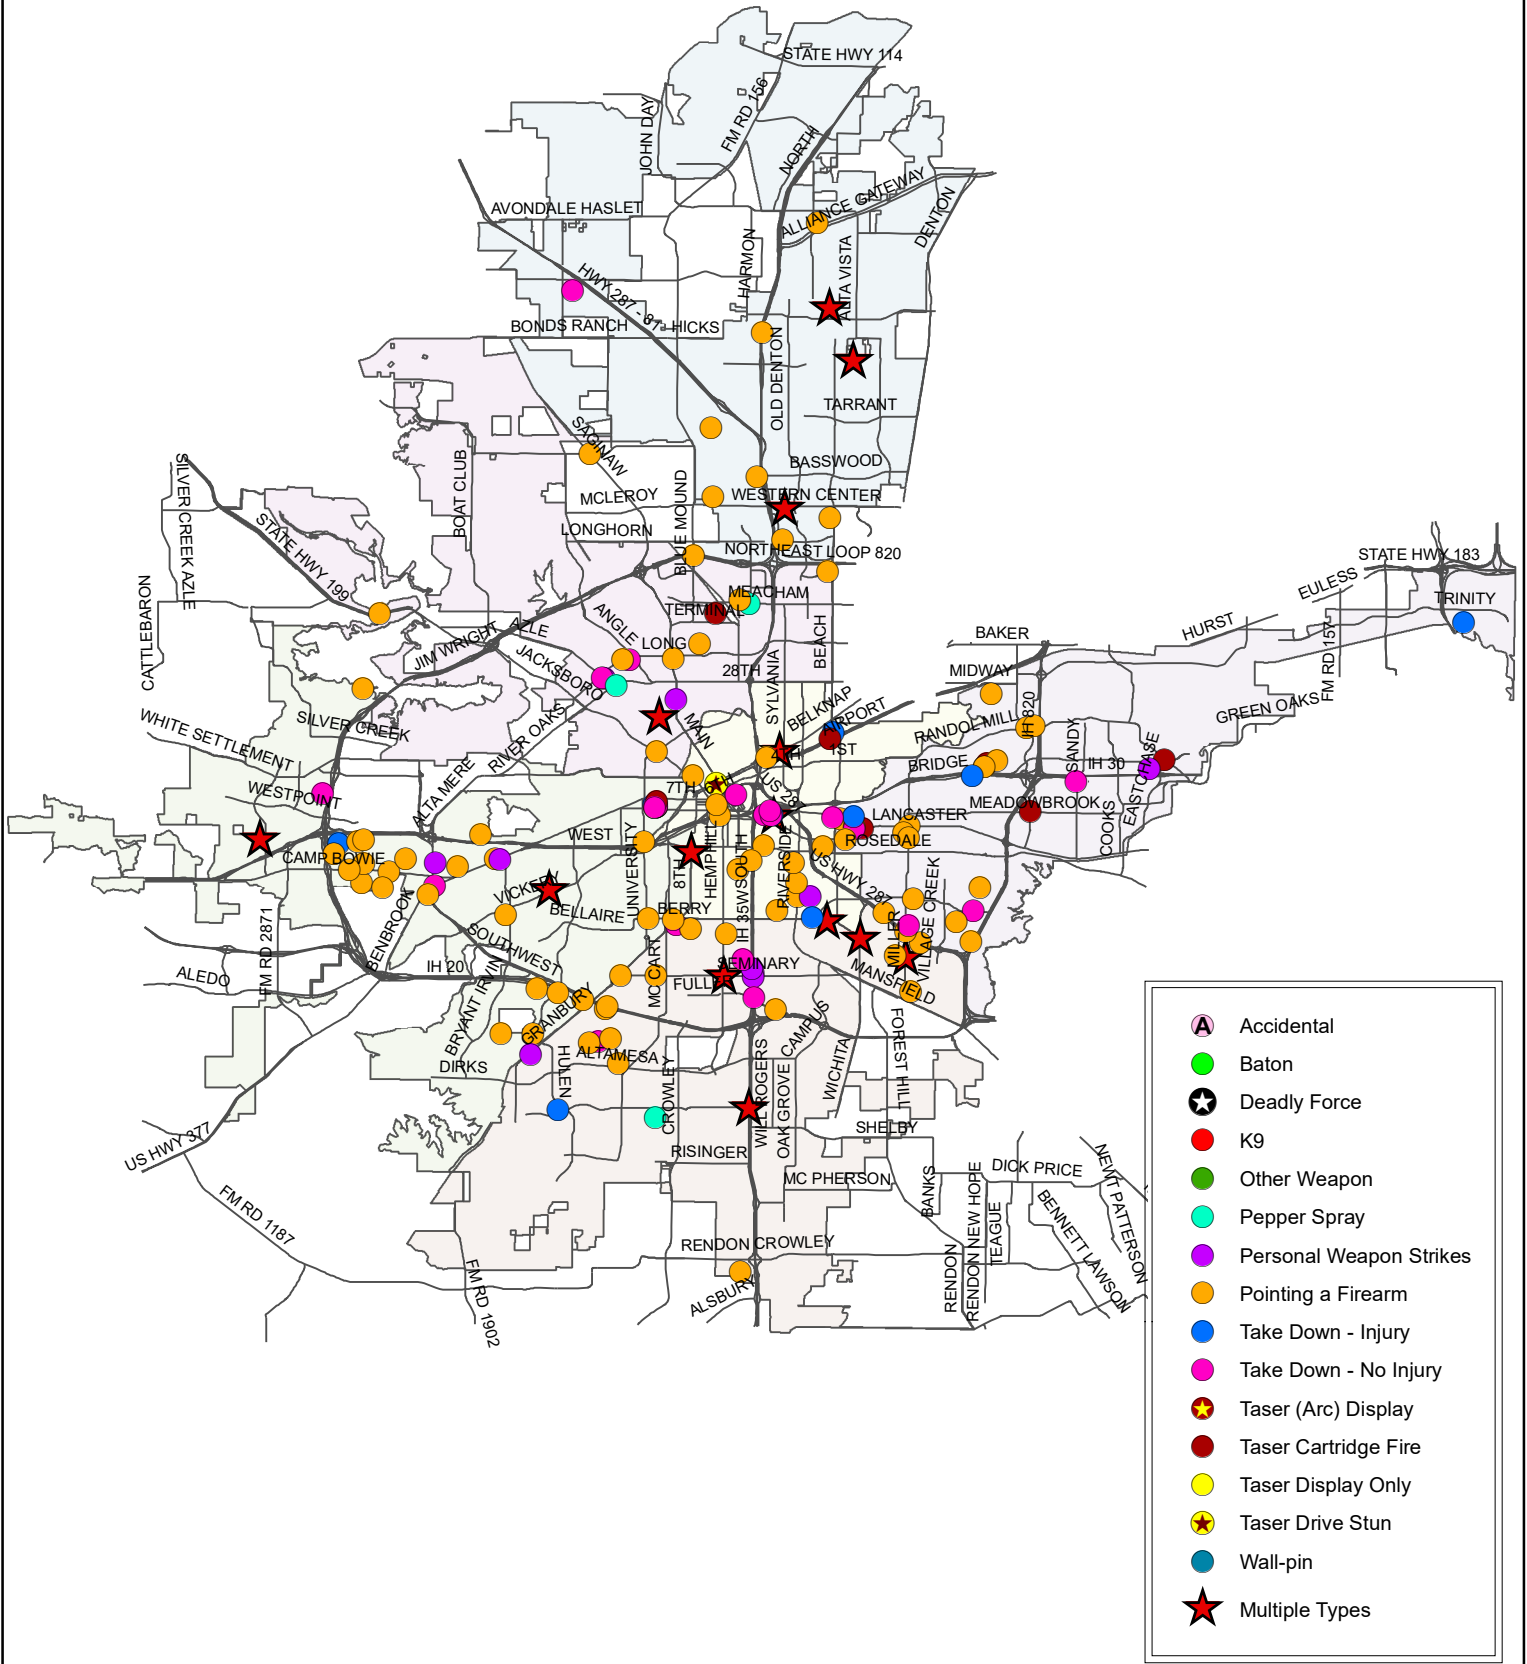 STATE HWY 114
FM RD 156
JOHN DAY
NORTH
ALLIANCE GATEWAY
AVONDALE HASLET
DENTON
HARMON
ALTA VISTA
HWY 287 - 81
BONDS RANCH
HICKS
OLD DENTON
TARRANT
SAGINAW
BASSWOOD
SILVER CREEK AZLE
BOAT CLUB
MCLEROY
BLUE MOUND
WESTERN CENTER
STATE HWY 199
LONGHORN
NORTHEAST LOOP 820
STATE HWY 183
EULESS
TRINITY
CATTLEBARON
MEACHAM
TERMINAL
ANGLE
AZLE
JIM WRIGHT
LONG
BEACH
BAKER
HURST
FM RD 157
JACKSBORO
28TH
MIDWAY
SYLVANIA
BELKNAP
AIRPORT
RANDOL MILL
IH 820
GREEN OAKS
WHITE SETTLEMENT
SILVER CREEK
RIVER OAKS
MAIN
1ST
4TH
BRIDGE
SANDY
IH 30
EASTCHASE
WESTPOINT
ALTA MERE
7TH
6TH
US 287
LANCASTER
MEADOWBROOK
COOKS
CAMP BOWIE
WEST
UNIVERSITY
HEMPHILL
8TH
IH 35W
SOUTH
RIVERSIDE
ROSEDALE
US HWY 287
VICKERY
BELLAIRE
BERRY
VILLAGE CREEK
MILLER
FM RD 2871
BENBROOK
SOUTHWEST
ALEDO
IH 20
BRYANT IRVIN
MCCART
FULLER
SEMINARY
MANSFIELD
GRANBURY
CAMPUS
DIRKS
HULEN
ALTAMESA
CROWLEY
WILL ROGERS
OAK GROVE
WICHITA
FOREST HILL
US HWY 377
SHELBY
RISINGER
MC PHERSON
BANKS
DICK PRICE
NEWT PATTERSON
FM RD 1187
RENDON NEW HOPE
TEAGUE
BENNETT LAWSON
RENDON CROWLEY
RENDON
FM RD 1902
ALSBURY
A Accidental
Baton
Deadly Force
K9
Other Weapon
Pepper Spray
Personal Weapon Strikes
Pointing a Firearm
Take Down - Injury
Take Down - No Injury
Taser (Arc) Display
Taser Cartridge Fire
Taser Display Only
Taser Drive Stun
Wall-pin
Multiple Types